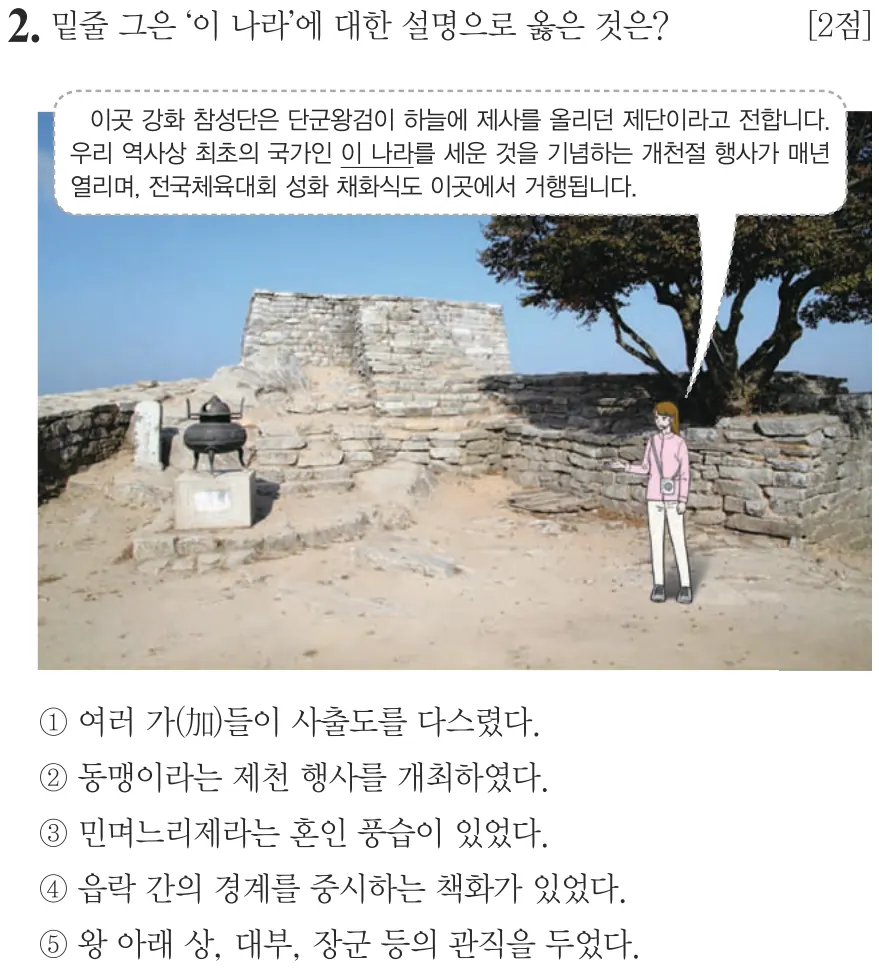 2. 밑줄 그은 ‘이 나라’에 대한 설명으로 옳은 것은? [2점]
이곳 강화 참성단은 단군왕검이 하늘에 제사를 올리던 제단이라고 전합니다.
우리 역사상 최초의 국가인 이 나라를 세운 것을 기념하는 개천절 행사가 매년
열리며, 전국체육대회 성화 채화식도 이곳에서 거행됩니다.
① 여러 가(加)들이 사출도를 다스렸다.
② 동맹이라는 제천 행사를 개최하였다.
③ 민며느리제라는 혼인 풍습이 있었다.
④ 읍락 간의 경계를 중시하는 책화가 있었다.
⑤ 왕 아래 상, 대부, 장군 등의 관직을 두었다.